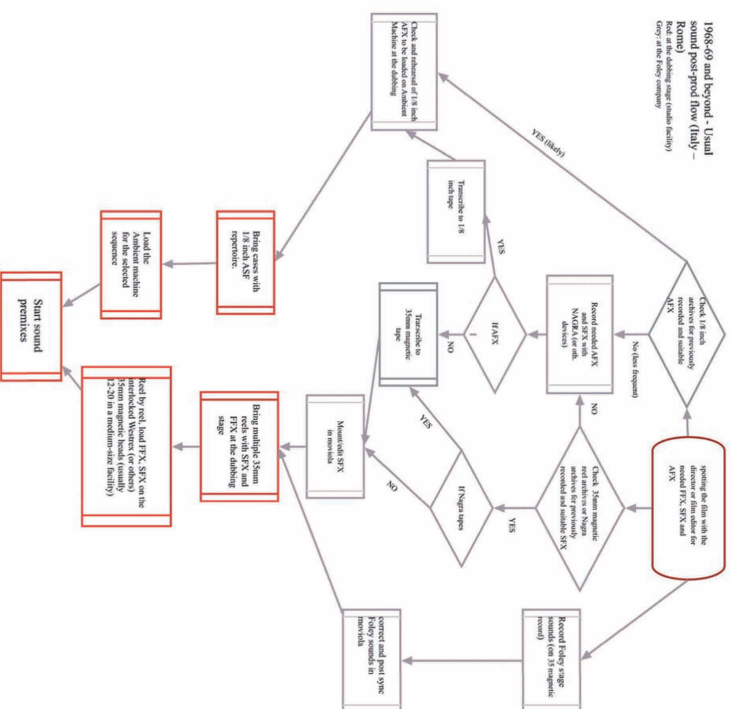 1968-69 and beyond - Usual
sound post-prod flow (Italy –
Rome)
Red: at the dubbing stage (studio facility)
Grey: at the Foley company
spotting the film with the
director or film editor for
needed FFX, SFX and
AFX
Check 1/8 inch
archives for previously
recorded and suitable
AFX
Check 35mm magnetic
reel archives or Nagra
archives for previously
recorded and suitable SFX
Record Foley stage
sounds (on 35 magnetic
record)
YES (likely)
No (less frequent)
NO
YES
Record needed AFX
and SFX with
NAGRA (or oth.
devices)
If AFX
If Nagra tapes
YES
NO
YES
NO
Check and rehearsal of 1/8 inch
AFX to be loaded on Ambient
Machine at the dubbing
Transcribe to 1/8
inch tape
Transcribe to
35mm magnetic
tape
Mount/edit SFX
in moviola
correct and post sync
Foley sounds in
moviola
Bring cases with
1/8 inch ASF
repertoire.
Bring multiple 35mm
reels with SFX and
FFX at the dubbing
stage
Load the
Ambient machine
for the selected
sequence
Reel by reel, load FFX, SFX on the
interlocked Westrex (or others)
35mm magnetic heads (usually
12-20 in a medium-size facility)
Start sound
premixes